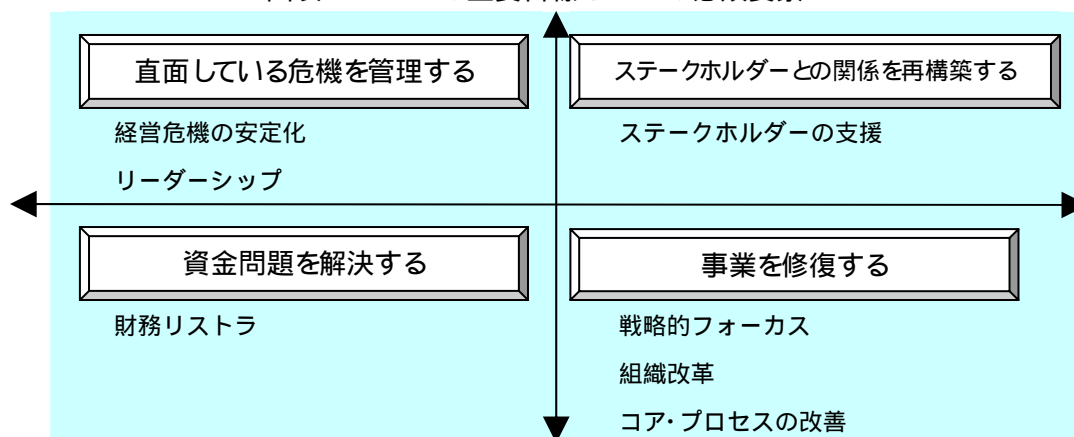 直面している危機を管理する
経営危機の安定化
リーダーシップ
ステークホルダーとの関係を再構築する
ステークホルダーの支援
資金問題を解決する
財務リストラ
事業を修復する
戦略的フォーカス
組織改革
コア・プロセスの改善